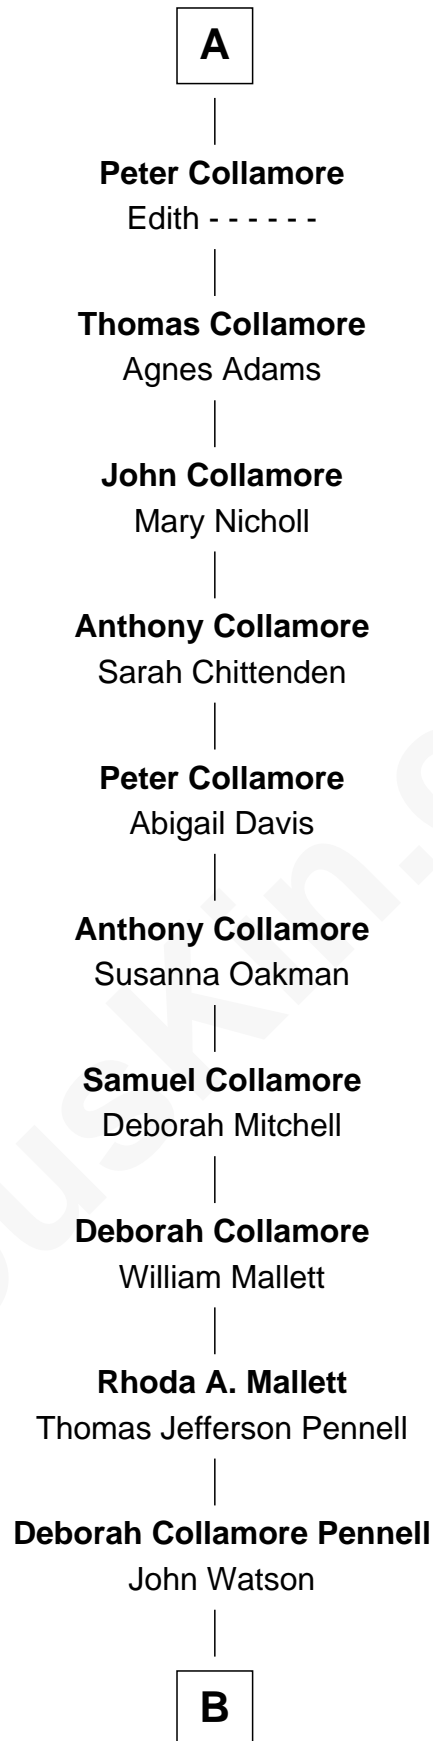 A
Peter Collamore
Edith - - - - - -
Thomas Collamore
Agnes Adams
John Collamore
Mary Nicholl
Anthony Collamore
Sarah Chittenden
Peter Collamore
Abigail Davis
Anthony Collamore
Susanna Oakman
Samuel Collamore
Deborah Mitchell
Deborah Collamore
William Mallett
Rhoda A. Mallett
Thomas Jefferson Pennell
Deborah Collamore Pennell
John Watson
B